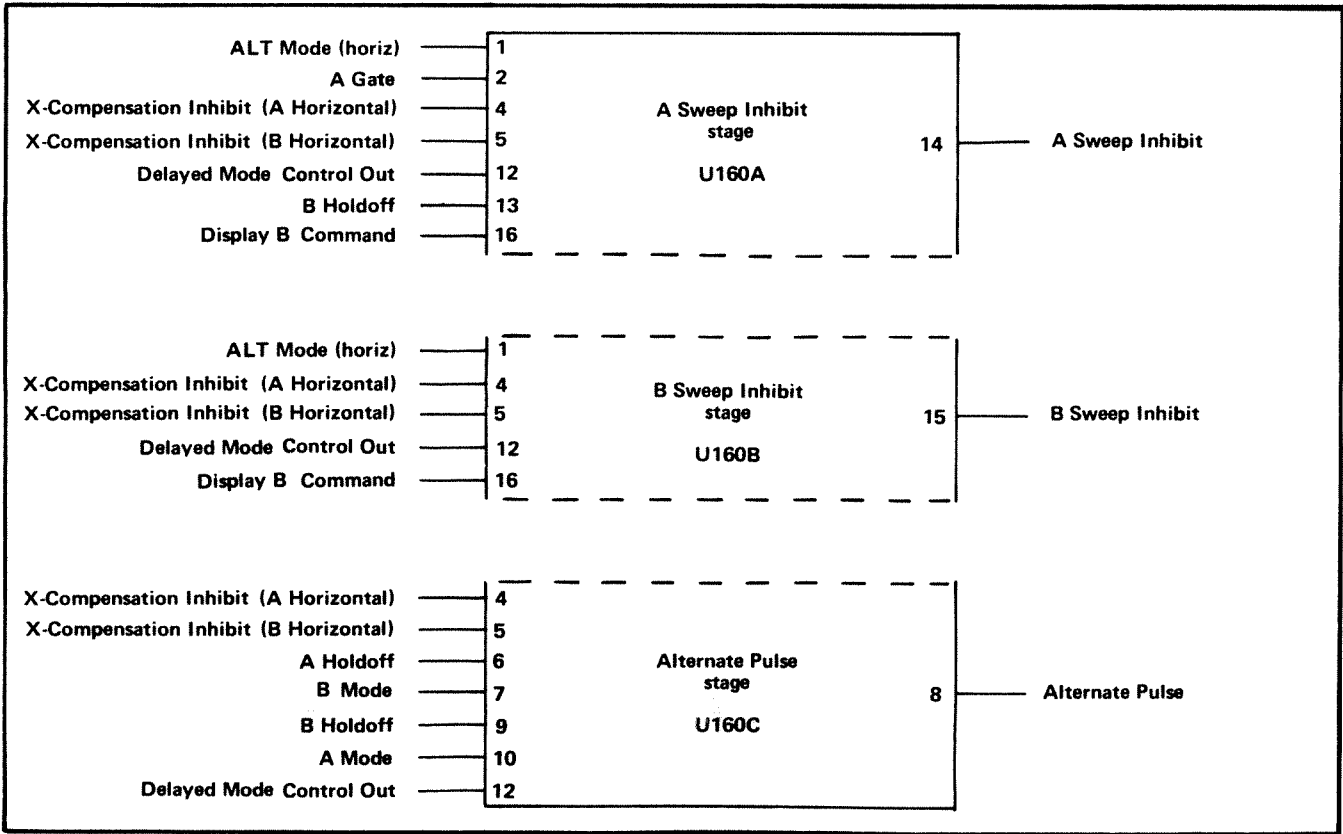 ALT Mode (horiz) 1
A Gate 2
X-Compensation Inhibit (A Horizontal) 4
A Sweep Inhibit
stage
X-Compensation Inhibit (B Horizontal) 5
14 A Sweep Inhibit
Delayed Mode Control Out 12
U160A
B Holdoff 13
Display B Command 16
ALT Mode (horiz) 1
X-Compensation Inhibit (A Horizontal) 4
B Sweep Inhibit
stage
X-Compensation Inhibit (B Horizontal) 5
15 B Sweep Inhibit
Delayed Mode Control Out 12
U160B
Display B Command 16
X-Compensation Inhibit (A Horizontal) 4
X-Compensation Inhibit (B Horizontal) 5
A Holdoff 6
Alternate Pulse
stage
B Mode 7
8 Alternate Pulse
B Holdoff 9
U160C
A Mode 10
Delayed Mode Control Out 12